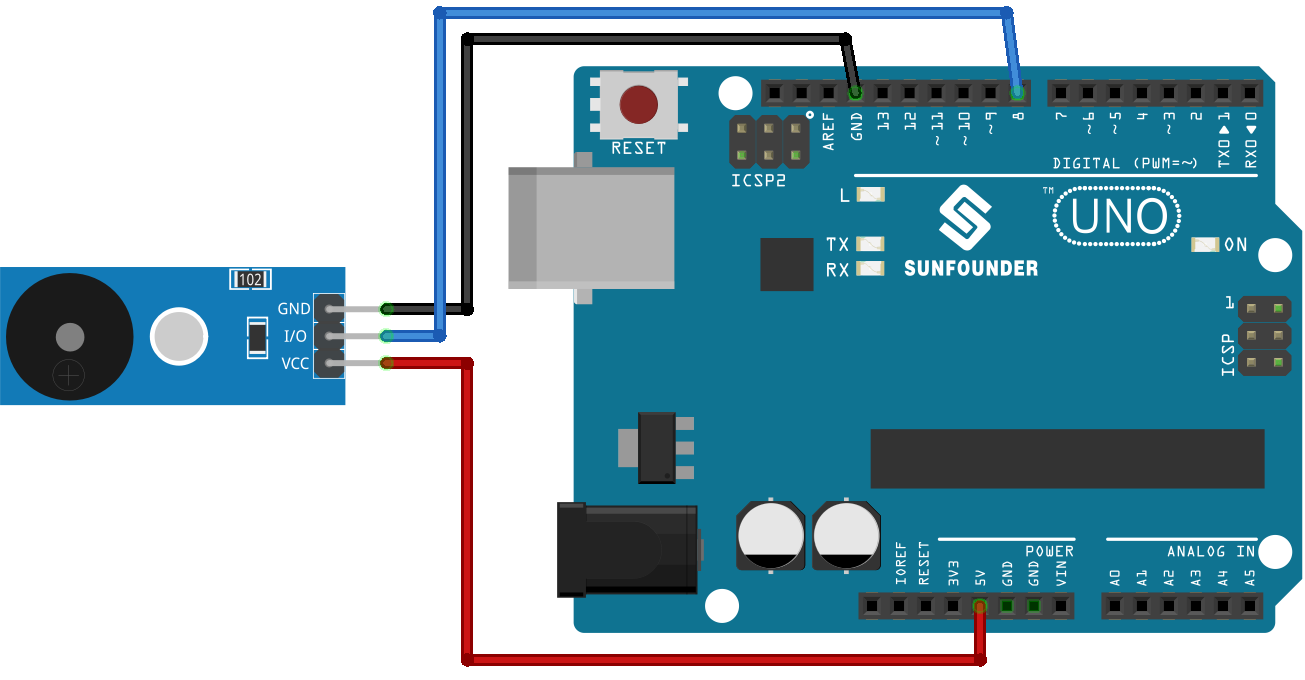 RESET
ICSP2
AREF
GND
13
12
~11
~10
~9
8
7
~6
~5
4
~3
2
TX0▶1
RX0◀0
DIGITAL (PWM=~)
L
TX
RX
SUNFOUNDER
TM
UNO
ON
1
ICSP
102
GND
I/O
VCC
POWER
ANALOG IN
IOREF
RESET
3V3
5V
GND
GND
VIN
A0
A1
A2
A3
A4
A5